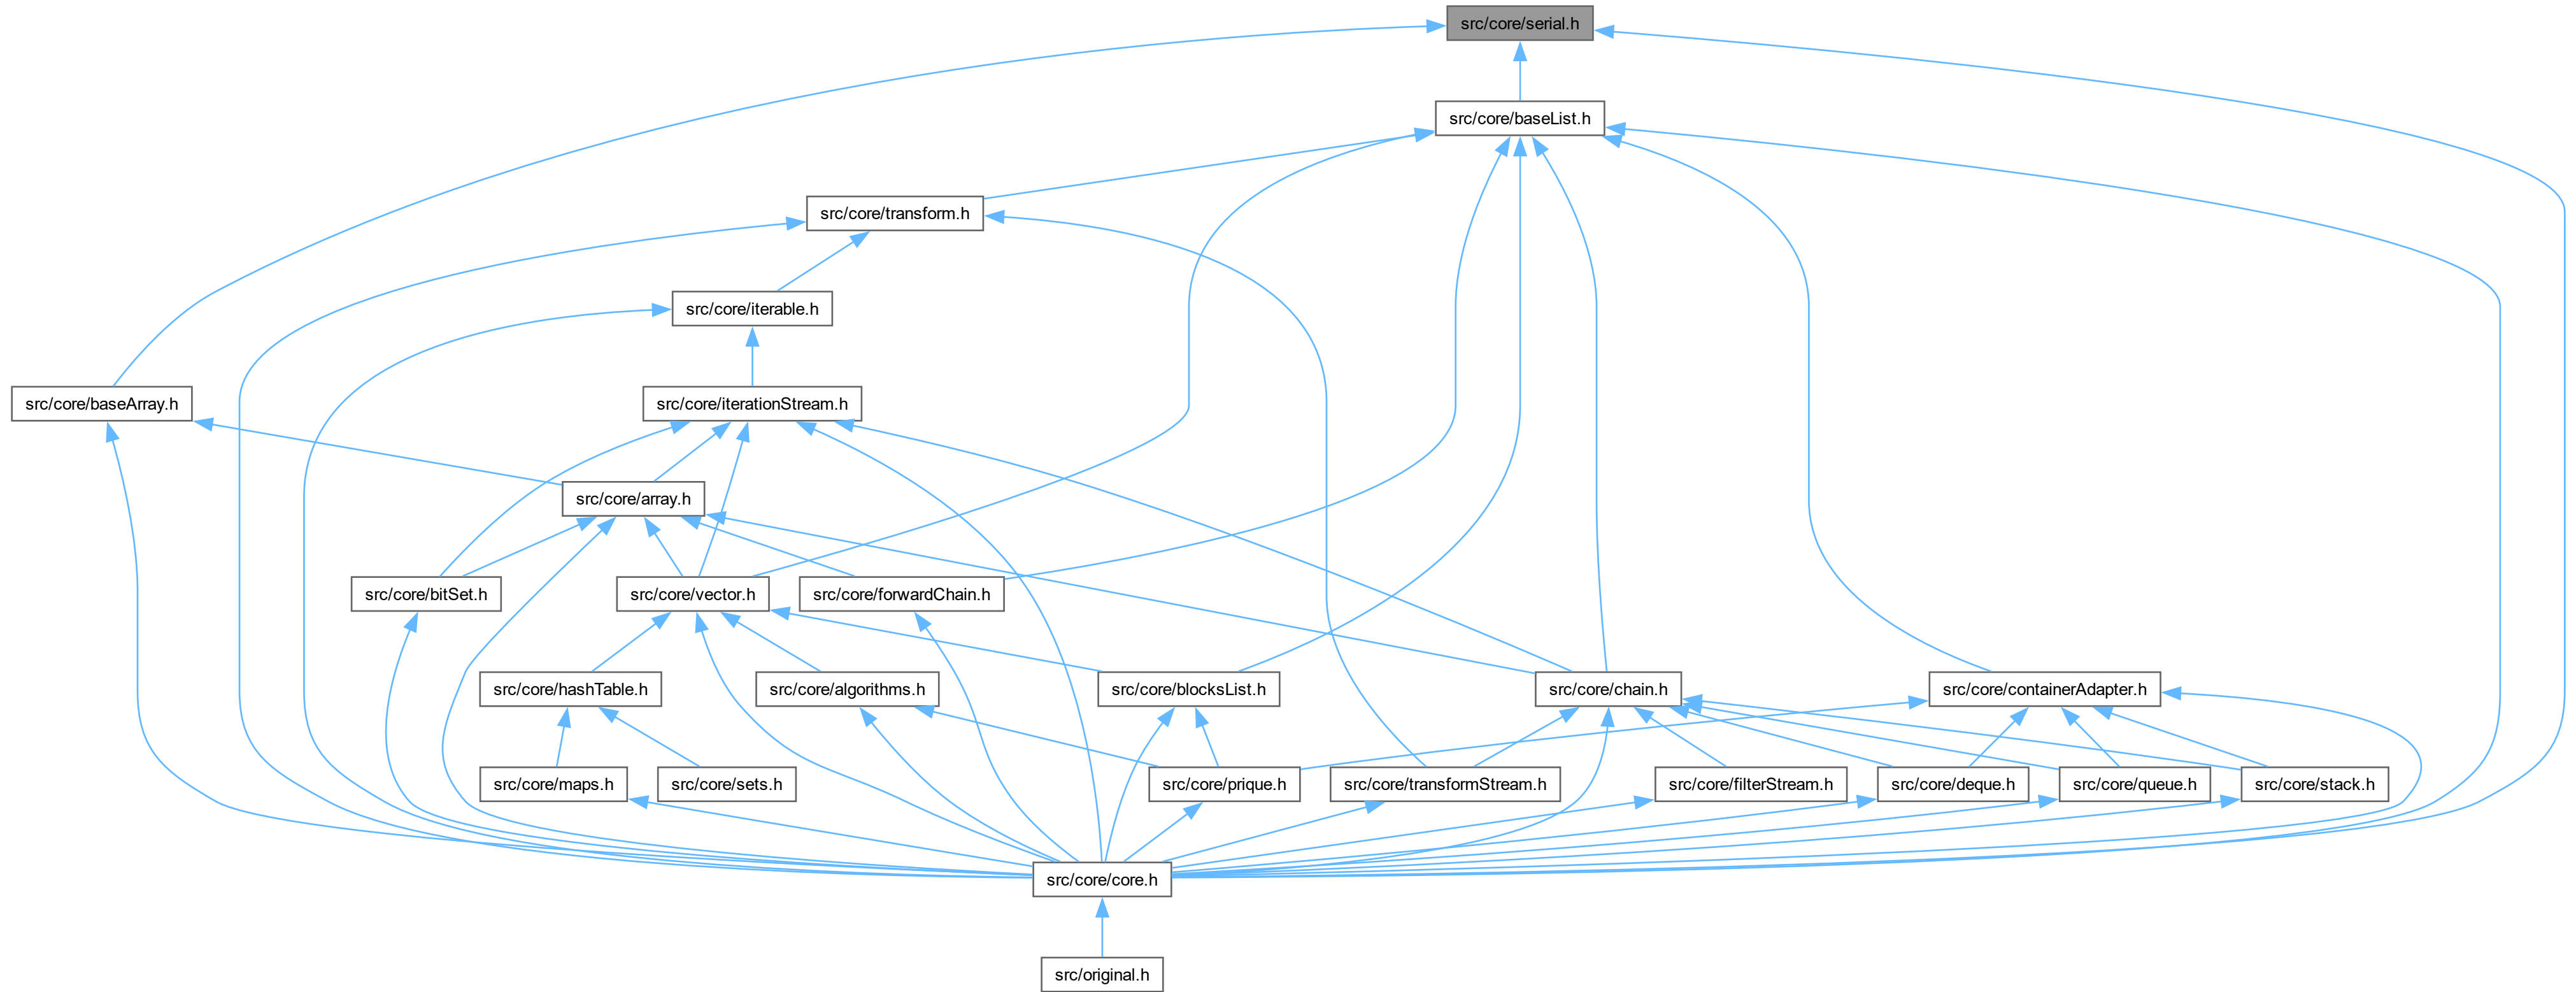 src/core/serial.h
src/core/baseList.h
src/core/transform.h
src/core/iterable.h
src/core/baseArray.h
src/core/iterationStream.h
src/core/array.h
src/core/bitSet.h
src/core/vector.h
src/core/forwardChain.h
src/core/hashTable.h
src/core/algorithms.h
src/core/blocksList.h
src/core/chain.h
src/core/containerAdapter.h
src/core/maps.h
src/core/sets.h
src/core/prique.h
src/core/transformStream.h
src/core/filterStream.h
src/core/deque.h
src/core/queue.h
src/core/stack.h
src/core/core.h
src/original.h